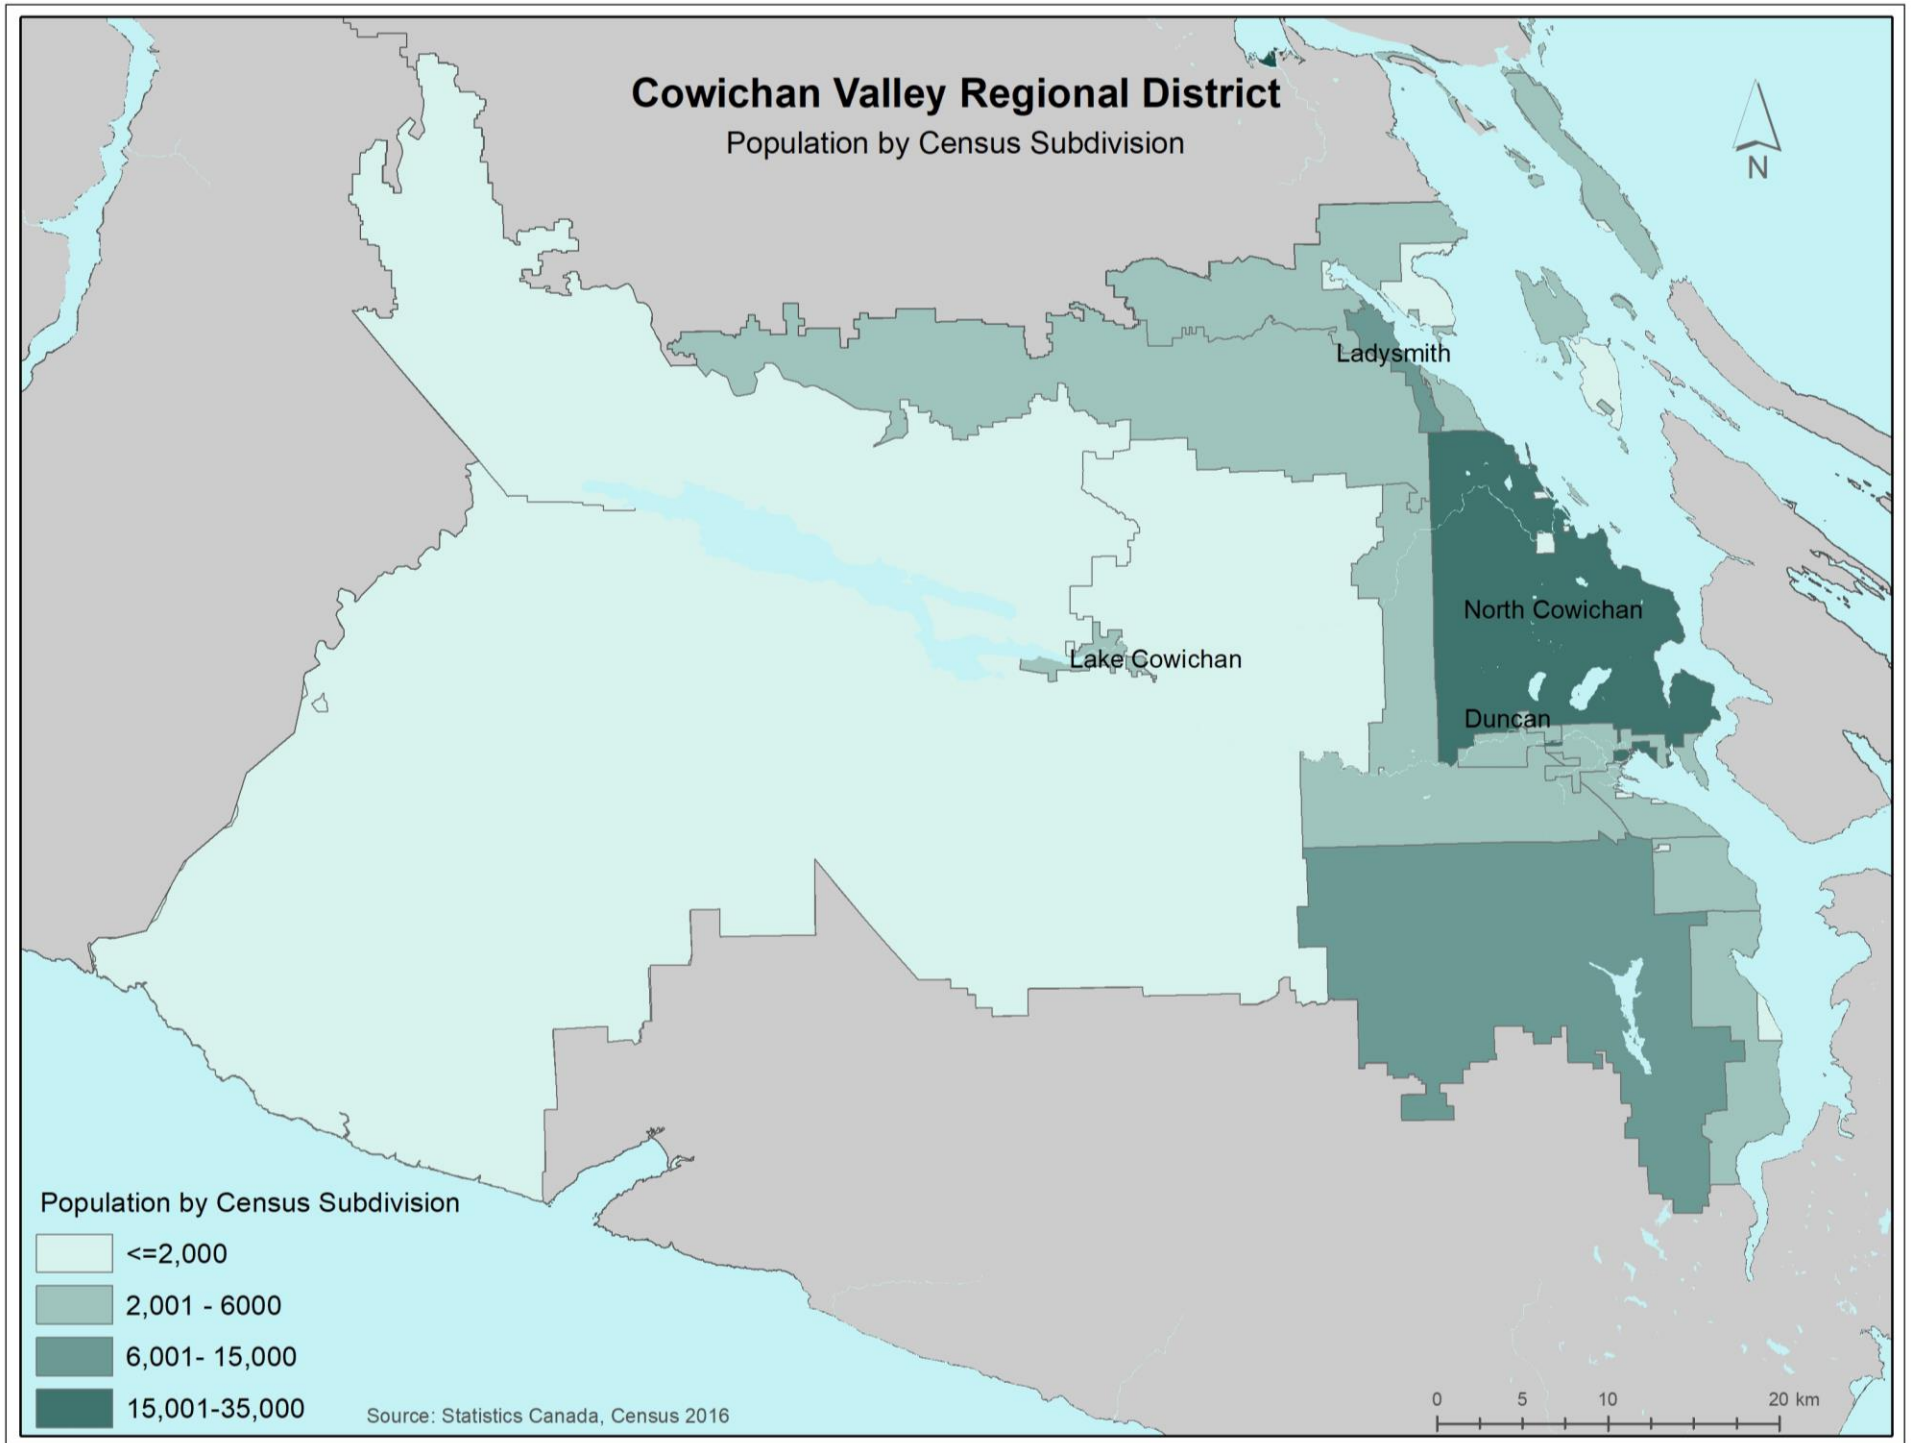 Cowichan Valley Regional District
Population by Census Subdivision
N
Ladysmith
North Cowichan
Lake Cowichan
Duncan
Population by Census Subdivision
<=2,000
2,001 - 6000
6,001- 15,000
15,001-35,000
Source: Statistics Canada, Census 2016
0 5 10 20 km